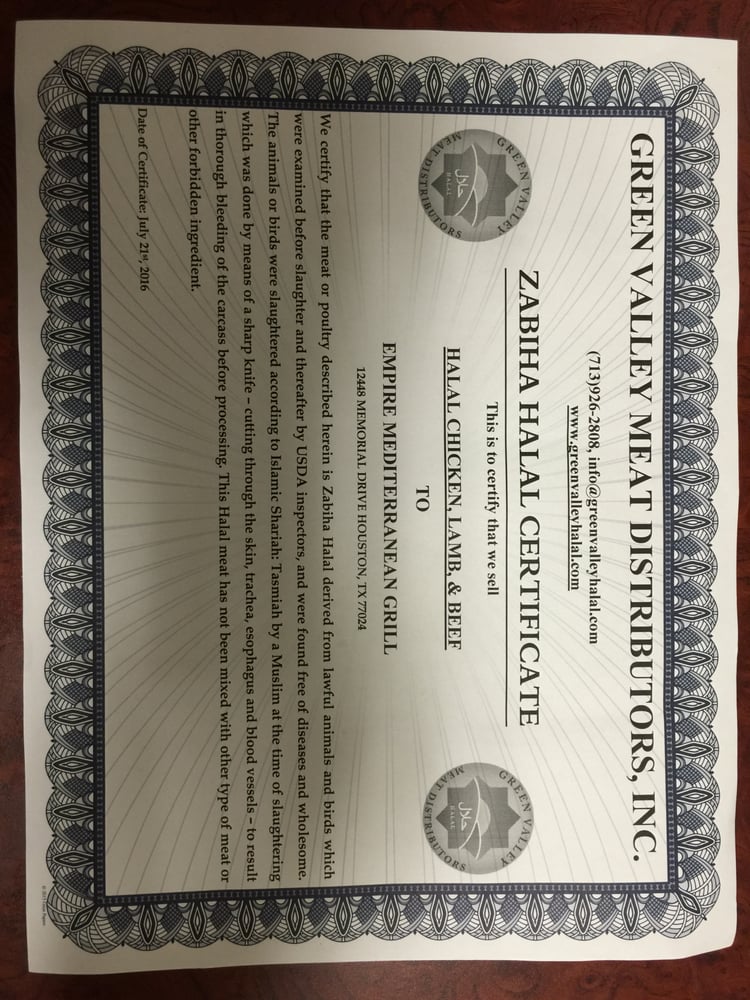 GREEN VALLEY MEAT DISTRIBUTORS, INC.
(713)926-2808, info@greenvalleyhalal.com
www.greenvalleyhalal.com
ZABIHA HALAL CERTIFICATE
This is to certify that we sell
GREEN VALLEY
حلال
HALAL
MEAT DISTRIBUTORS
GREEN VALLEY
حلال
HALAL
MEAT DISTRIBUTORS
HALAL CHICKEN, LAMB, & BEEF
TO
EMPIRE MEDITERRANEAN GRILL
12448 MEMORIAL DRIVE HOUSTON, TX 77024
We certify that the meat or poultry described herein is Zabiha Halal derived from lawful animals and birds which
were examined before slaughter and thereafter by USDA inspectors, and were found free of diseases and wholesome.
The animals or birds were slaughtered according to Islamic Shariah: Tasmiah by a Muslim at the time of slaughtering
which was done by means of a sharp knife – cutting through the skin, trachea, esophagus and blood vessels – to result
in thorough bleeding of the carcass before processing. This Halal meat has not been mixed with other type of meat or
other forbidden ingredient.
Date of Certificate: July 21st, 2016